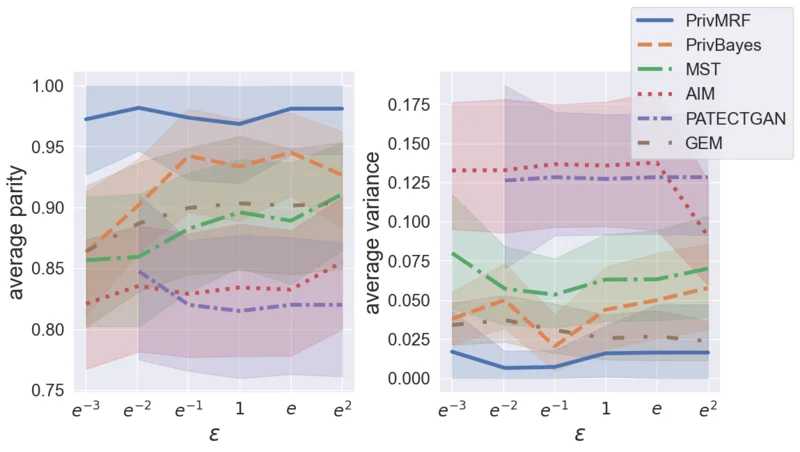 PrivMRF
PrivBayes
MST
AIM
PATECTGAN
GEM
average parity
1.00
0.95
0.90
0.85
0.80
0.75
e⁻³ e⁻² e⁻¹ 1 e e²
ε
average variance
0.175
0.150
0.125
0.100
0.075
0.050
0.025
0.000
e⁻³ e⁻² e⁻¹ 1 e e²
ε